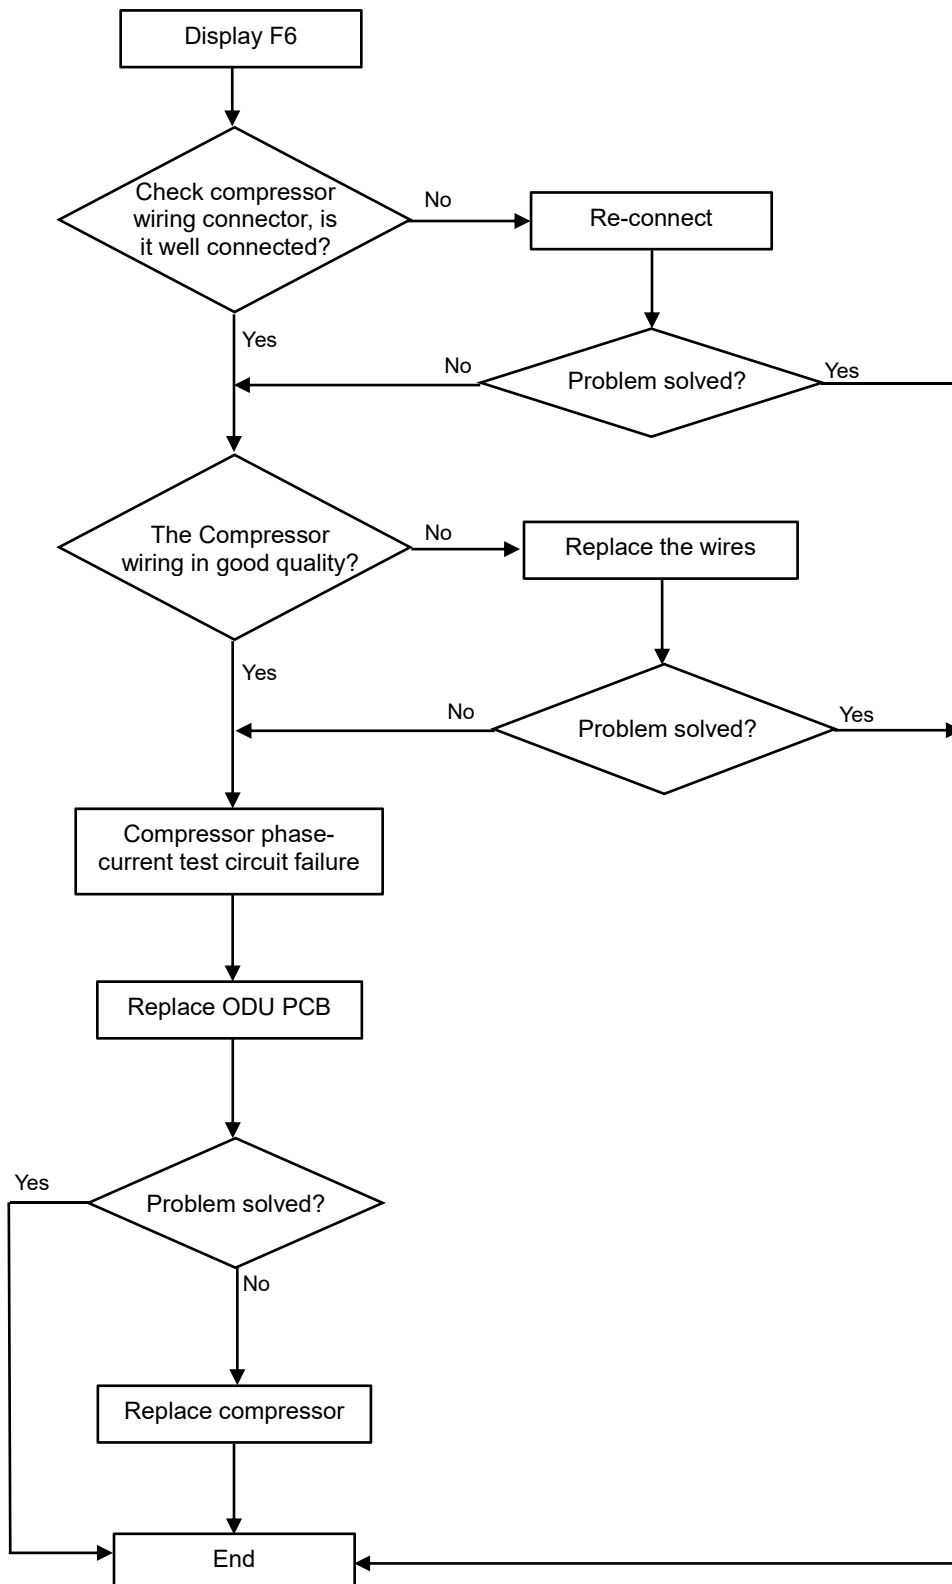 Display F6
Check compressor
wiring connector, is
it well connected?
No
Re-connect
Yes
No
Problem solved?
Yes
The Compressor
wiring in good quality?
No
Replace the wires
Yes
No
Problem solved?
Yes
Compressor phase-
current test circuit failure
Replace ODU PCB
Yes
Problem solved?
No
Replace compressor
End